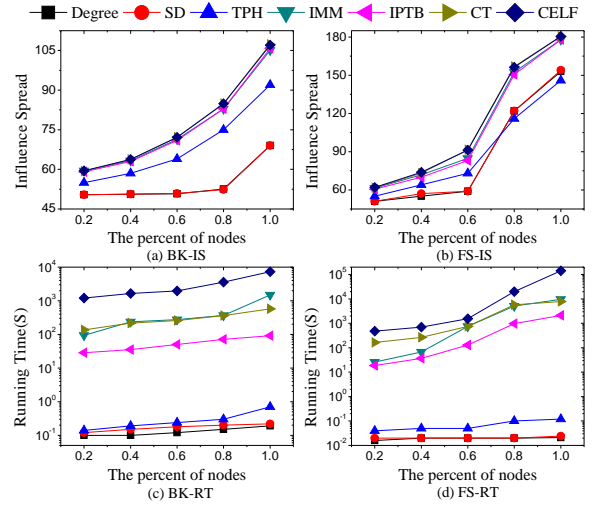 Degree SD TPH IMM IPTB CT CELF
Influence Spread
105
90
75
60
45
0.2 0.4 0.6 0.8 1.0
The percent of nodes
(a) BK-IS
Influence Spread
180
150
120
90
60
0.2 0.4 0.6 0.8 1.0
The percent of nodes
(b) FS-IS
Running Time(S)
10^4
10^3
10^2
10^1
10^0
10^-1
0.2 0.4 0.6 0.8 1.0
The percent of nodes
(c) BK-RT
Running Time(S)
10^5
10^4
10^3
10^2
10^1
10^0
10^-1
10^-2
0.2 0.4 0.6 0.8 1.0
The percent of nodes
(d) FS-RT